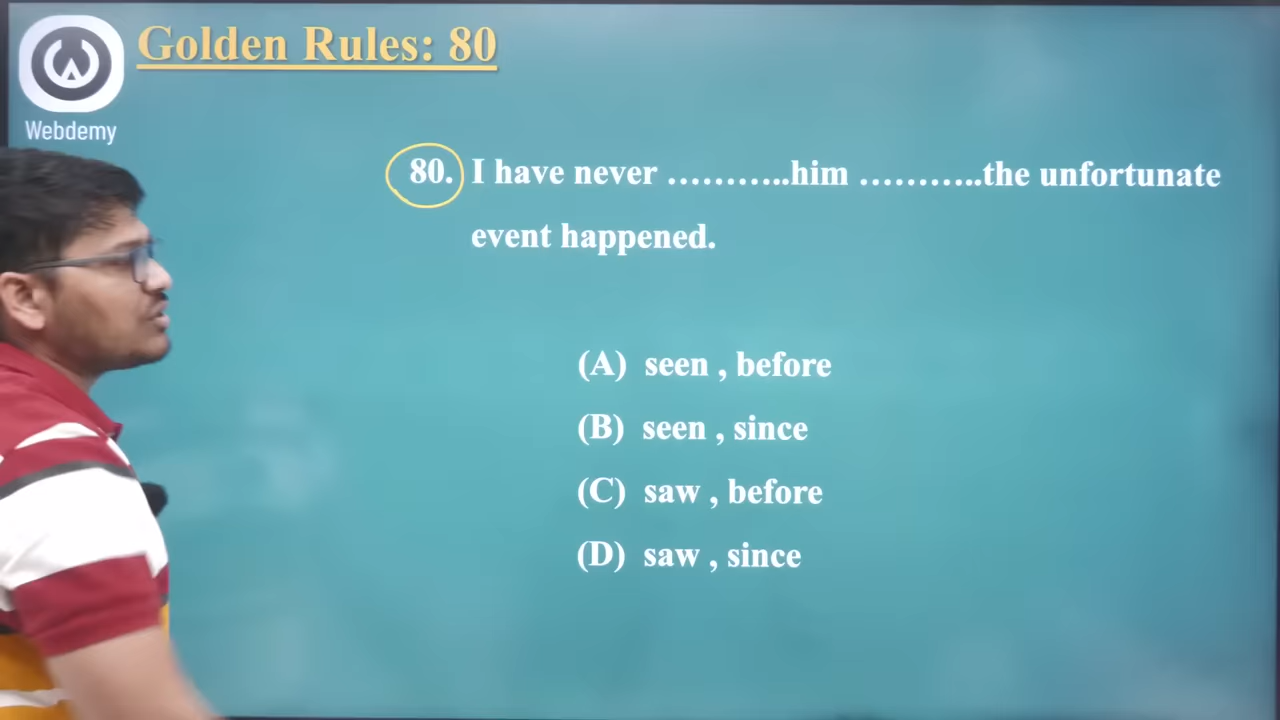 Golden Rules: 80
Webdemy
80. I have never ………..him ………..the unfortunate
event happened.
(A) seen , before
(B) seen , since
(C) saw , before
(D) saw , since